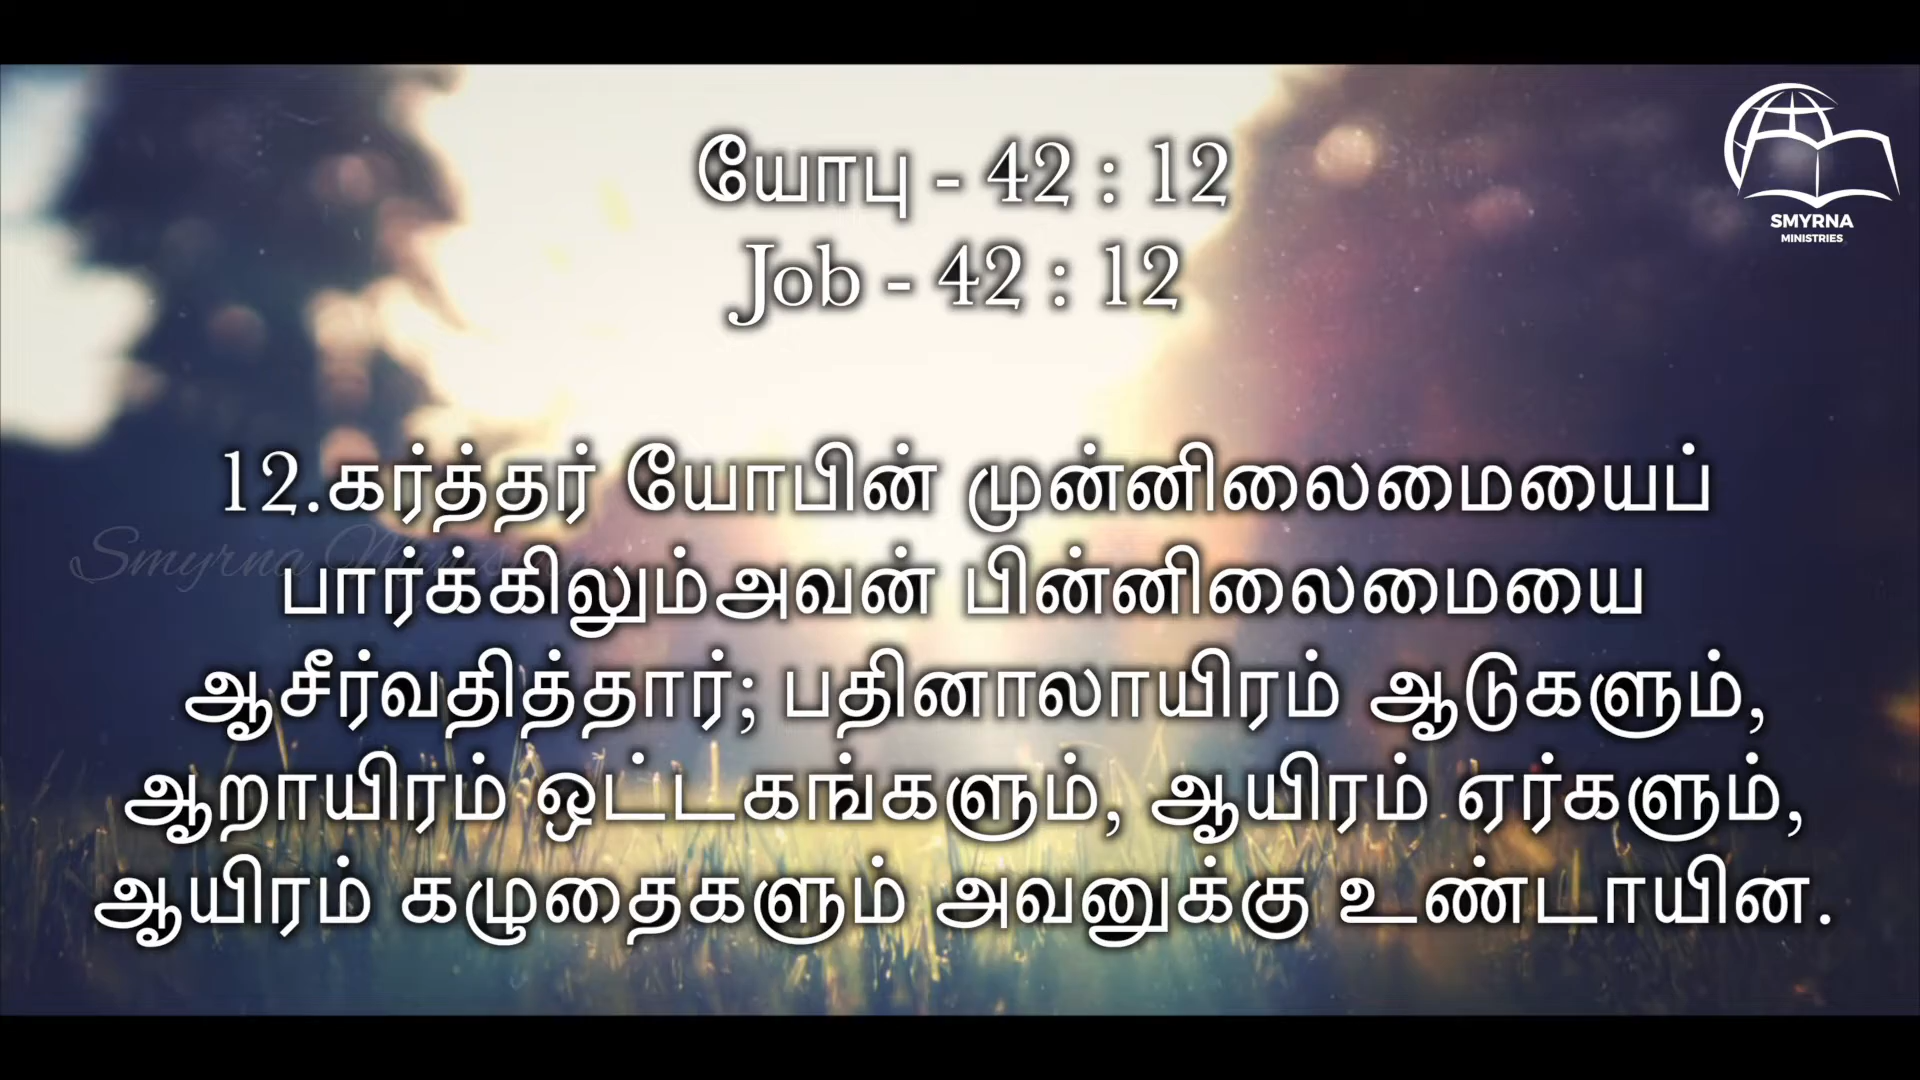 யோபு - 42 : 12
Job - 42 : 12
SMYRNA
MINISTRIES
12.கர்த்தர் யோபின் முன்னிலைமையைப்
பார்க்கிலும்அவன் பின்னிலைமையை
ஆசீர்வதித்தார்; பதினாலாயிரம் ஆடுகளும்,
ஆறாயிரம் ஒட்டகங்களும், ஆயிரம் ஏர்களும்,
ஆயிரம் கழுதைகளும் அவனுக்கு உண்டாயின.
Smyrna